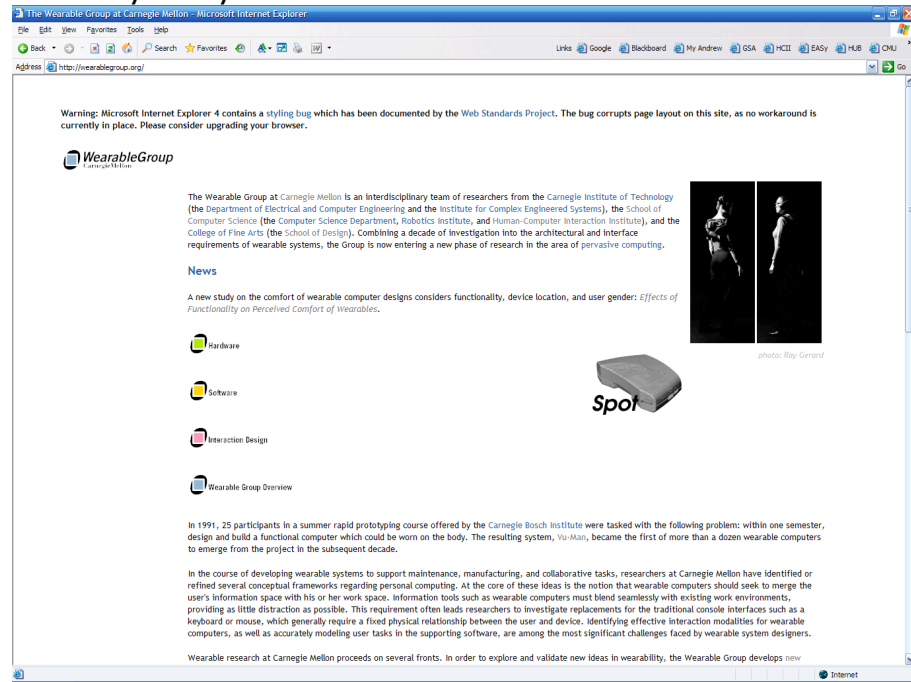 The Wearable Group at Carnegie Mellon - Microsoft Internet Explorer
File Edit View Favorites Tools Help
Back Search Favorites Links Google Blackboard My Andrew GSA HCII EASy HUB CMU
Address http://wearablegroup.org/ Go
Warning: Microsoft Internet Explorer 4 contains a styling bug which has been documented by the Web Standards Project. The bug corrupts page layout on this site, as no workaround is
currently in place. Please consider upgrading your browser.
WearableGroup
CarnegieMellon
The Wearable Group at Carnegie Mellon is an interdisciplinary team of researchers from the Carnegie Institute of Technology
(the Department of Electrical and Computer Engineering and the Institute for Complex Engineered Systems), the School of
Computer Science (the Computer Science Department, Robotics Institute, and Human-Computer Interaction Institute), and the
College of Fine Arts (the School of Design). Combining a decade of investigation into the architectural and interface
requirements of wearable systems, the Group is now entering a new phase of research in the area of pervasive computing.
News
A new study on the comfort of wearable computer designs considers functionality, device location, and user gender: Effects of
Functionality on Perceived Comfort of Wearables.
photo: Ray Gerard
Hardware
Software
Spot
Interaction Design
Wearable Group Overview
In 1991, 25 participants in a summer rapid prototyping course offered by the Carnegie Bosch Institute were tasked with the following problem: within one semester,
design and build a functional computer which could be worn on the body. The resulting system, Vu-Man, became the first of more than a dozen wearable computers
to emerge from the project in the subsequent decade.
In the course of developing wearable systems to support maintenance, manufacturing, and collaborative tasks, researchers at Carnegie Mellon have identified or
refined several conceptual frameworks regarding personal computing. At the core of these ideas is the notion that wearable computers should seek to merge the
user's information space with his or her work space. Information tools such as wearable computers must blend seamlessly with existing work environments,
providing as little distraction as possible. This requirement often leads researchers to investigate replacements for the traditional console interfaces such as a
keyboard or mouse, which generally require a fixed physical relationship between the user and device. Identifying effective interaction modalities for wearable
computers, as well as accurately modeling user tasks in the supporting software, are among the most significant challenges faced by wearable system designers.
Wearable research at Carnegie Mellon proceeds on several fronts. In order to explore and validate new ideas in wearability, the Wearable Group develops new
Internet